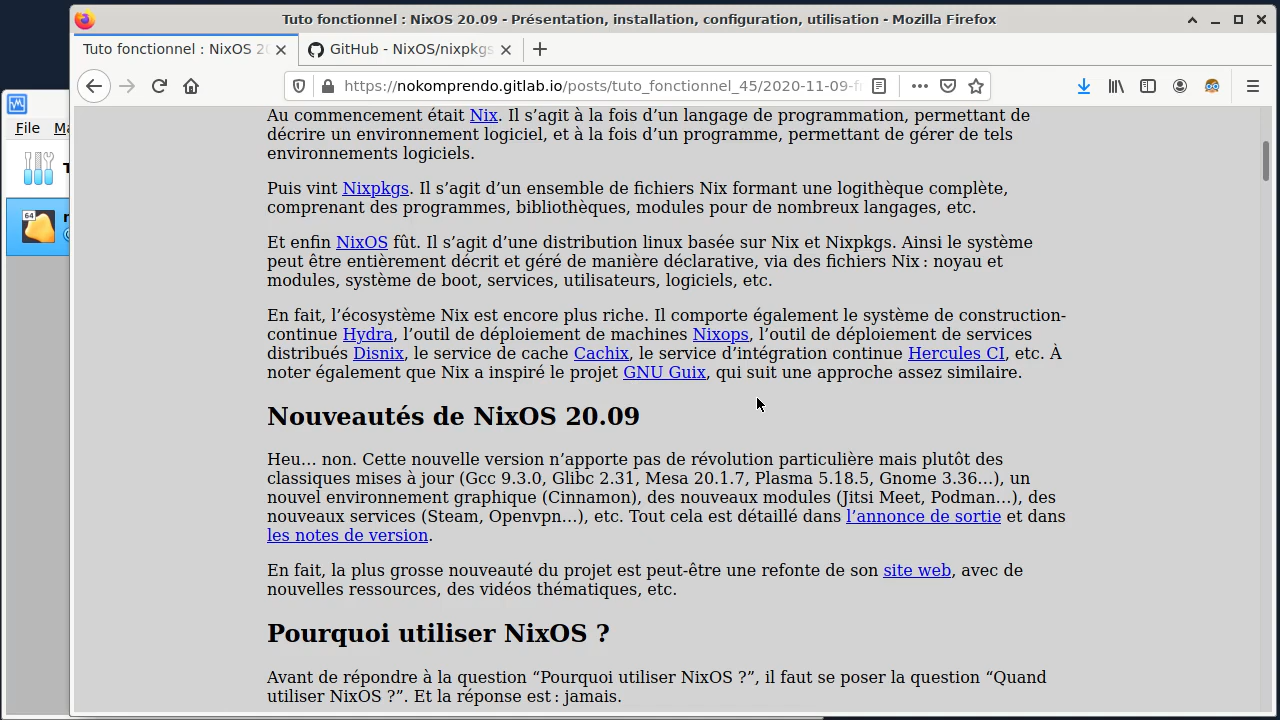 Tuto fonctionnel : NixOS 20.09 - Présentation, installation, configuration, utilisation - Mozilla Firefox
Tuto fonctionnel : NixOS 20
GitHub - NixOS/nixpkgs
https://nokomprendo.gitlab.io/posts/tuto_fonctionnel_45/2020-11-09-f
File
64
Au commencement était Nix. Il s’agit à la fois d’un langage de programmation, permettant de
décrire un environnement logiciel, et à la fois d’un programme, permettant de gérer de tels
environnements logiciels.
Puis vint Nixpkgs. Il s’agit d’un ensemble de fichiers Nix formant une logithèque complète,
comprenant des programmes, bibliothèques, modules pour de nombreux langages, etc.
Et enfin NixOS fût. Il s’agit d’une distribution linux basée sur Nix et Nixpkgs. Ainsi le système
peut être entièrement décrit et géré de manière déclarative, via des fichiers Nix : noyau et
modules, système de boot, services, utilisateurs, logiciels, etc.
En fait, l’écosystème Nix est encore plus riche. Il comporte également le système de construction-
continue Hydra, l’outil de déploiement de machines Nixops, l’outil de déploiement de services
distribués Disnix, le service de cache Cachix, le service d’intégration continue Hercules CI, etc. À
noter également que Nix a inspiré le projet GNU Guix, qui suit une approche assez similaire.
Nouveautés de NixOS 20.09
Heu… non. Cette nouvelle version n’apporte pas de révolution particulière mais plutôt des
classiques mises à jour (Gcc 9.3.0, Glibc 2.31, Mesa 20.1.7, Plasma 5.18.5, Gnome 3.36…), un
nouvel environnement graphique (Cinnamon), des nouveaux modules (Jitsi Meet, Podman…), des
nouveaux services (Steam, Openvpn…), etc. Tout cela est détaillé dans l’annonce de sortie et dans
les notes de version.
En fait, la plus grosse nouveauté du projet est peut-être une refonte de son site web, avec de
nouvelles ressources, des vidéos thématiques, etc.
Pourquoi utiliser NixOS ?
Avant de répondre à la question “Pourquoi utiliser NixOS ?”, il faut se poser la question “Quand
utiliser NixOS ?”. Et la réponse est : jamais.